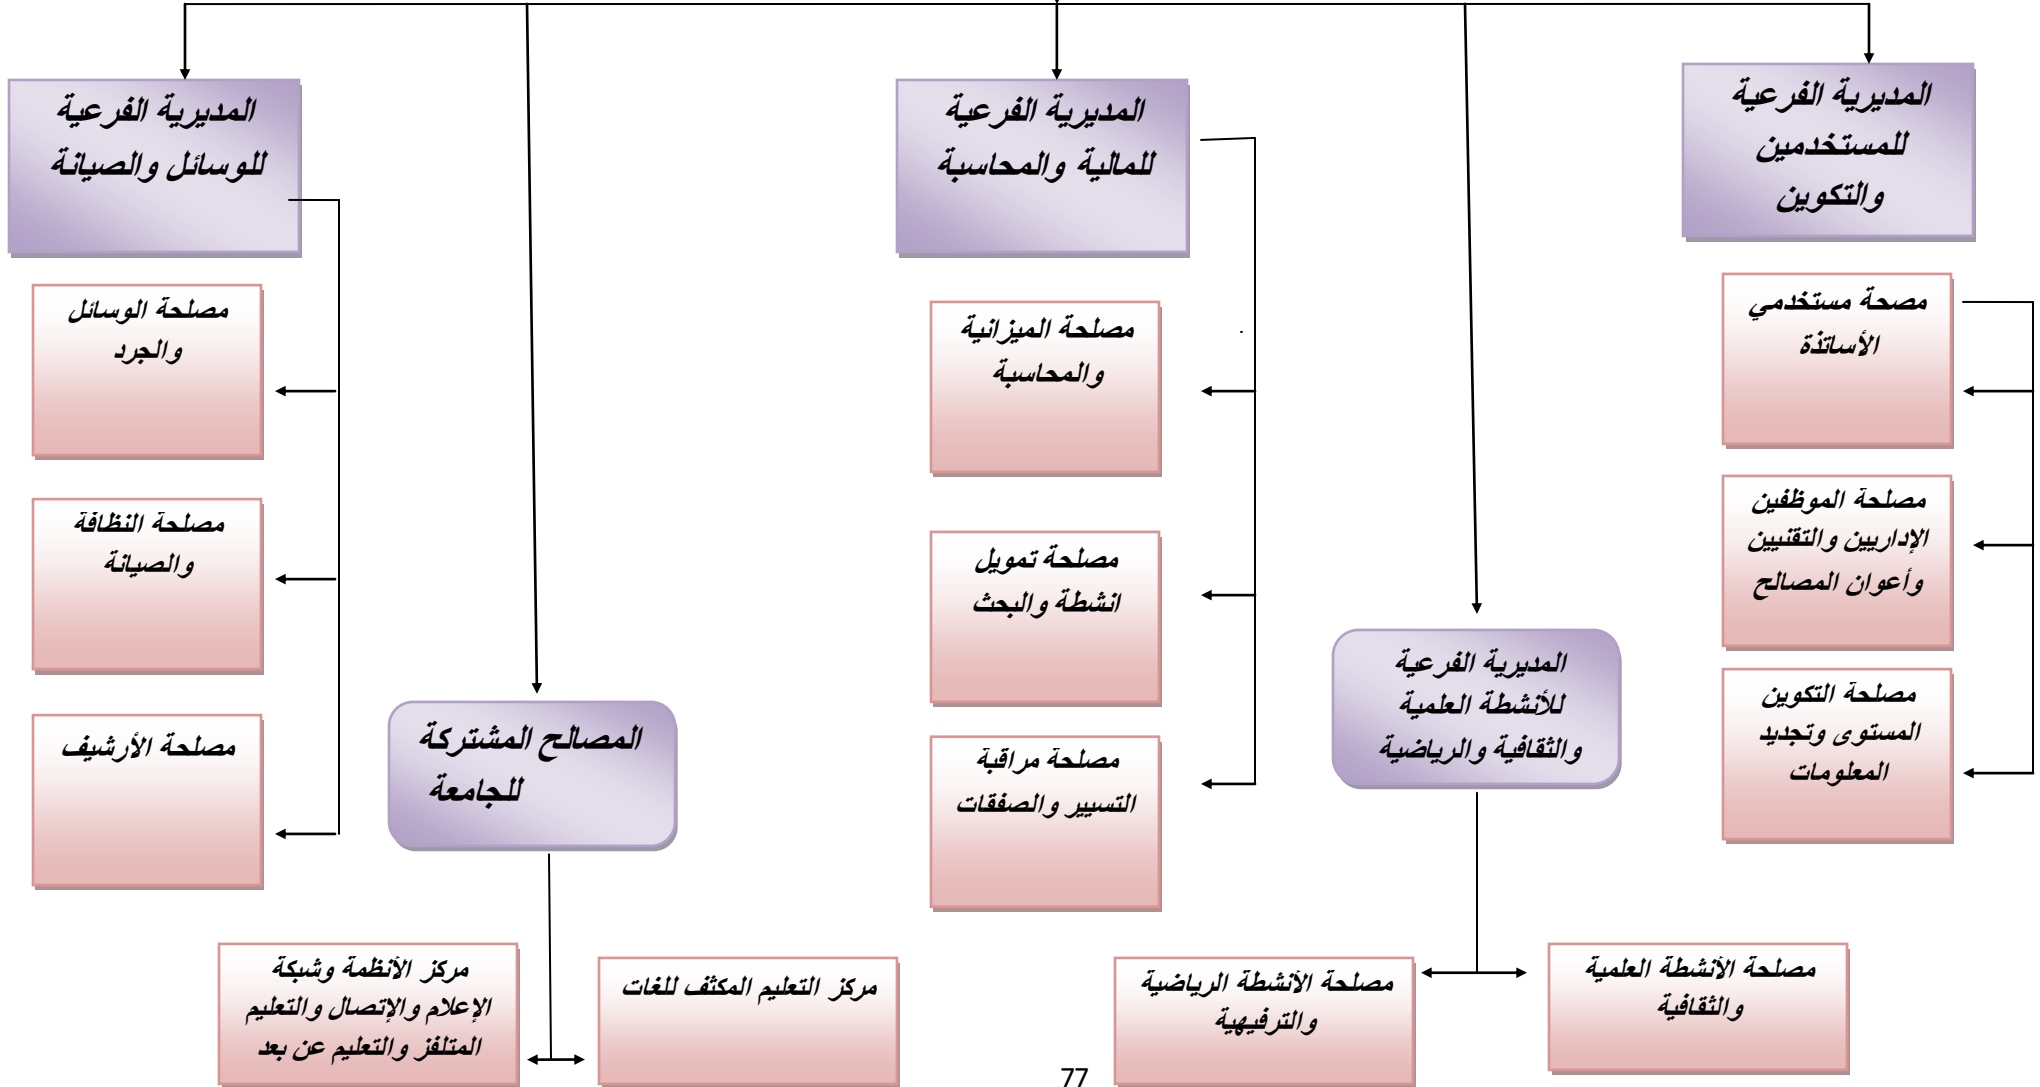 المديرية الفرعية
للمستخدمين
والتكوين
مصحة مستخدمي
الأساتذة
مصلحة الموظفين
الإداريين والتقنيين
وأعوان المصالح
مصلحة التكوين
المستوى وتجديد
المعلومات
المديرية الفرعية
للأنشطة العلمية
والثقافية والرياضية
مصلحة الأنشطة العلمية
والثقافية
مصلحة الأنشطة الرياضية
والترفيهية
المديرية الفرعية
للمالية والمحاسبة
مصلحة الميزانية
والمحاسبة
مصلحة تمويل
انشطة والبحث
مصلحة مراقبة
التسيير والصفقات
المصالح المشتركة
للجامعة
مركز التعليم المكثف للغات
مركز الأنظمة وشبكة
الإعلام والإتصال والتعليم
المتلفز والتعليم عن بعد
المديرية الفرعية
للوسائل والصيانة
مصلحة الوسائل
والجرد
مصلحة النظافة
والصيانة
مصلحة الأرشيف
77